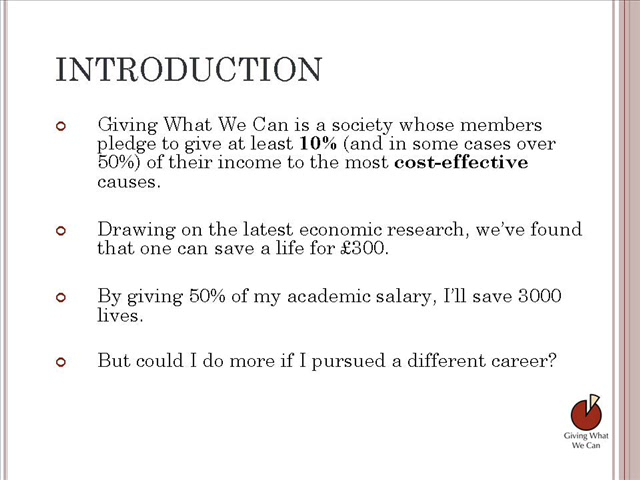 INTRODUCTION
Giving What We Can is a society whose members
pledge to give at least 10% (and in some cases over
50%) of their income to the most cost-effective
causes.
Drawing on the latest economic research, we've found
that one can save a life for £300.
By giving 50% of my academic salary, I'll save 3000
lives.
But could I do more if I pursued a different career?
Giving What
We Can